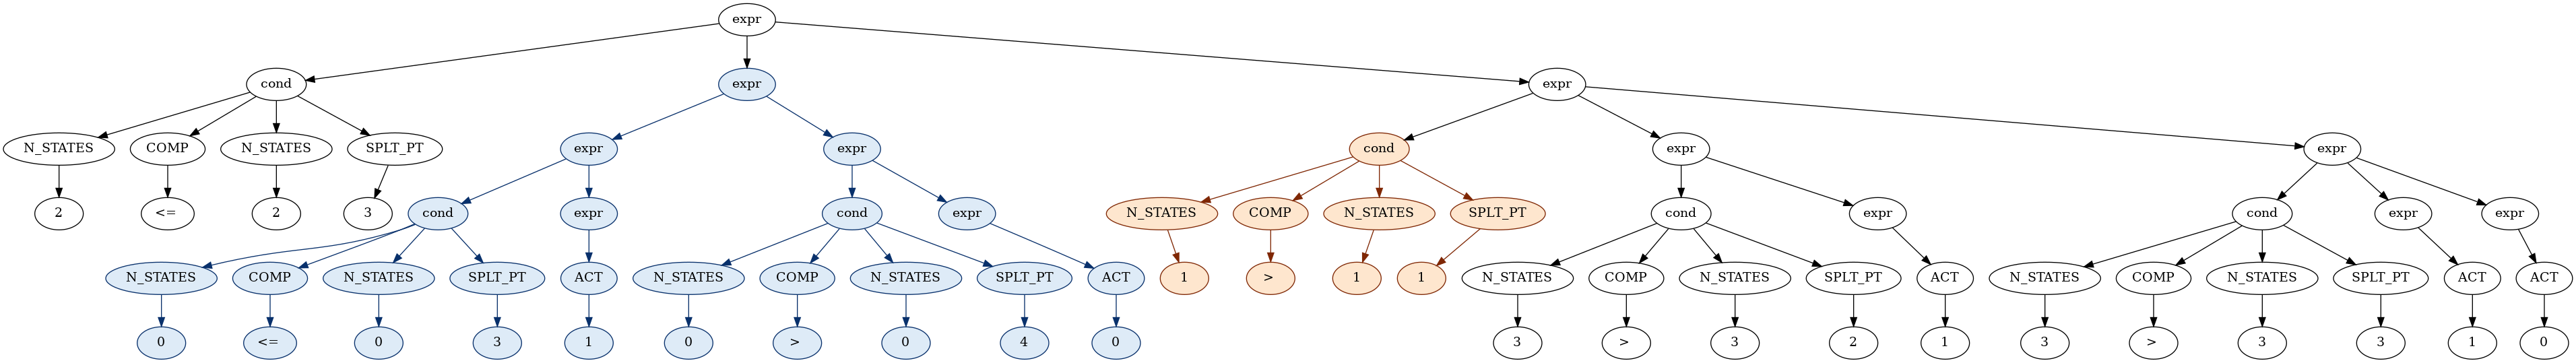 expr
cond expr expr
N_STATES COMP N_STATES SPLT_PT expr expr cond expr expr
2 <= 2 3 cond expr cond expr N_STATES COMP N_STATES SPLT_PT cond expr cond expr expr
N_STATES COMP N_STATES SPLT_PT ACT N_STATES COMP N_STATES SPLT_PT ACT 1 > 1 1 N_STATES COMP N_STATES SPLT_PT ACT N_STATES COMP N_STATES SPLT_PT ACT ACT
0 <= 0 3 1 0 > 0 4 0 3 > 3 2 1 3 > 3 3 1 0